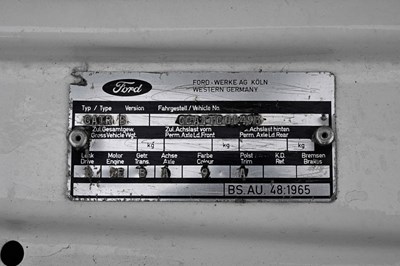 Ford
FORD-WERKE AG KÖLN
WESTERN GERMANY
Typ / Type Version Fahrgestell / Vehicle No.
Zul. Gesamtgew. Zul. Achslast vorn Zul. Achslast hinten
Gross Vehicle Wgt. Perm. Axle Ld. Front Perm. Axle Ld. Rear
kg kg kg
Lenk Motor Getr. Achse Farbe Polst. K.D. Bremsen
Drive Engine Trans Axle Colour Trim Ref. Brakes
BS. AU. 48:1965